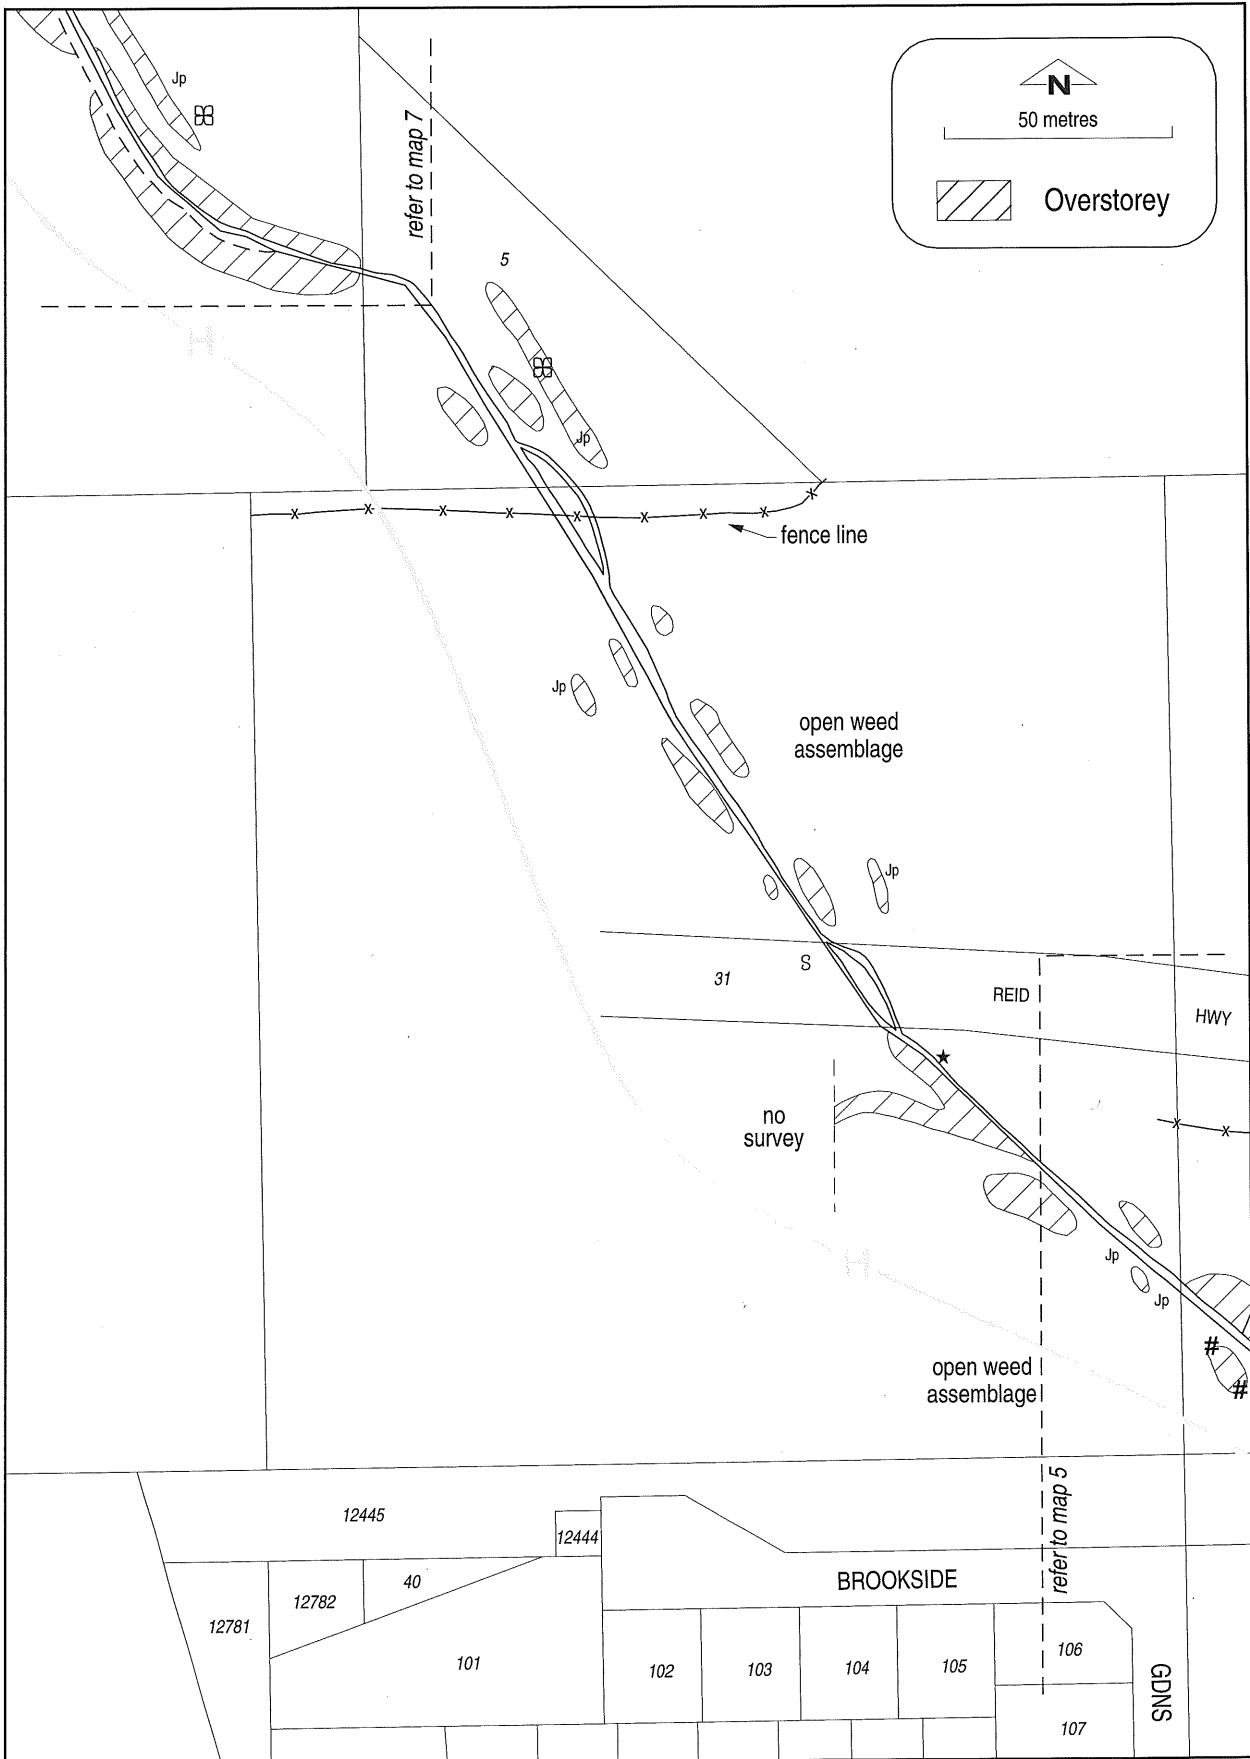 N
50 metres
Overstorey
Jp
refer to map 7
5
H
Jp
fence line
Jp
open weed
assemblage
Jp
S
31
REID
HWY
no
survey
H
Jp
Jp
#
#
open weed
assemblage
refer to map 5
12445
12444
BROOKSIDE
12782
40
12781
101
102
103
104
105
106
107
GDNS